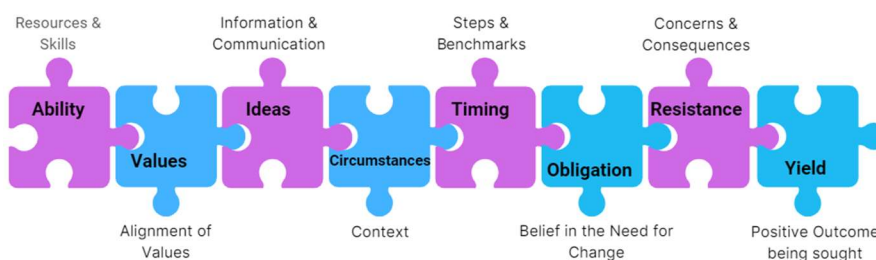 Resources &
Skills
Information &
Communication
Steps &
Benchmarks
Concerns &
Consequences
Ability
Values
Ideas
Circumstances
Timing
Obligation
Resistance
Yield
Alignment of
Values
Context
Belief in the Need for
Change
Positive Outcome
being sought